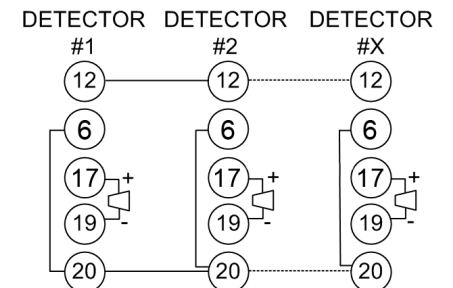 DETECTOR DETECTOR DETECTOR
#1 #2 #X
12 12 12
6 6 6
17 + 17 + 17 +
19 - 19 - 19 -
20 20 20